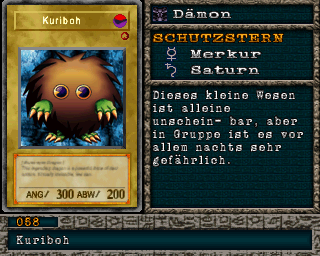 Kuriboh
ANG/ 300 ABW/ 200
Dämon
SCHUTZSTERN
Merkur
Saturn
Dieses kleine Wesen
ist alleine
unschein- bar, aber
in Gruppe ist es vor
allem nachts sehr
gefährlich.
058
Kuriboh